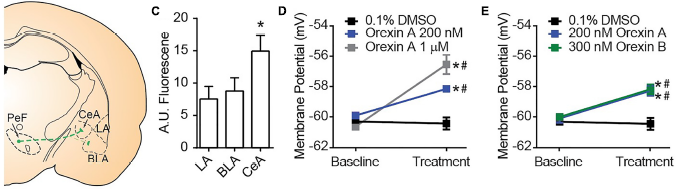 PeF
CeA
LA
BLA
C
A.U. Fluorescene
20
15
10
5
0
*
LA
BLA
CeA
D
0.1% DMSO
Orcxin A 200 nM
Orexin A 1 µM
Membrane Potential (mV)
-54
-56
-58
-60
-62
*#
*#
Baseline
Treatment
E
0.1% DMSO
200 nM Orexin A
300 nM Orexin B
Membrane Potential (mV)
-54
-56
-58
-60
-62
*#
*#
Baseline
Treatment